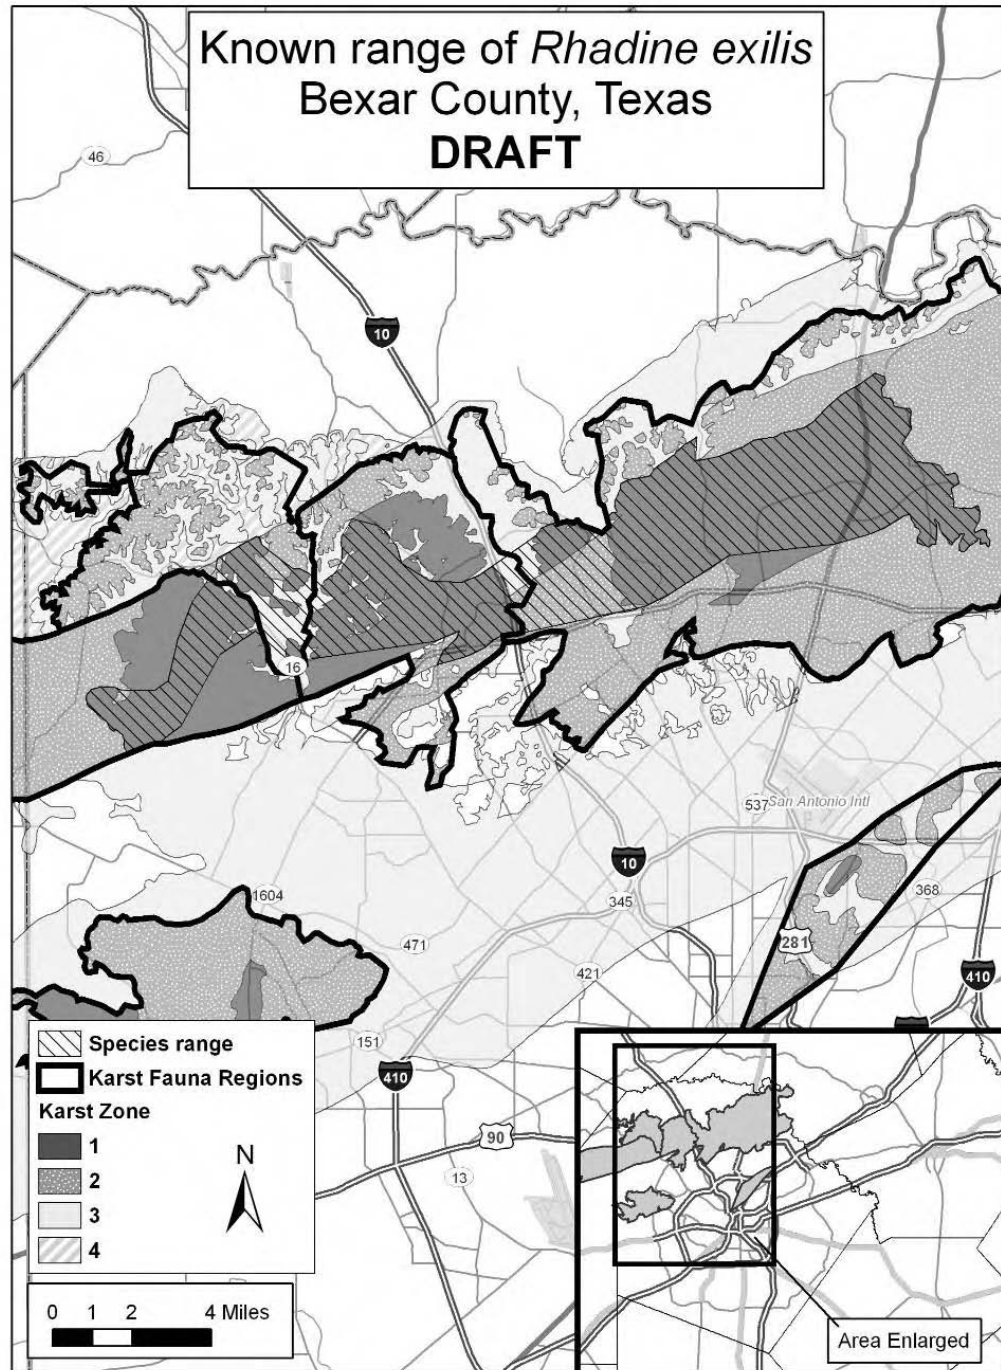 Known range of Rhadine exilis
Bexar County, Texas
DRAFT
46
10
16
537
San Antonio Intl
10
1604
345
368
471
281
421
410
151
410
90
13
Species range
Karst Fauna Regions
Karst Zone
1
2
3
4
N
0 1 2 4 Miles
Area Enlarged